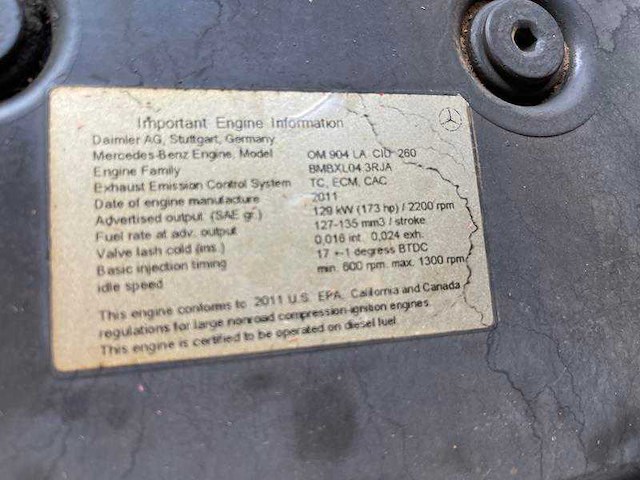 Important Engine Information
Daimler AG, Stuttgart, Germany
Mercedes-Benz Engine, Model OM 904 LA CID 260
Engine Family BMBXL04.3RJA
Exhaust Emission Control System TC, ECM, CAC
Date of engine manufacture 2011
Advertised output (SAE gr.) 129 kW (173 hp) / 2200 rpm
Fuel rate at adv. output 127-135 mm3 / stroke
Valve lash cold (ins.) 0,016 int. 0,024 exh.
Basic injection timing 17 +-1 degress BTDC
idle speed min. 600 rpm. max. 1300 rpm
This engine conforms to 2011 U.S. EPA, California and Canada
regulations for large nonroad compression-ignition engines.
This engine is certified to be operated on diesel fuel